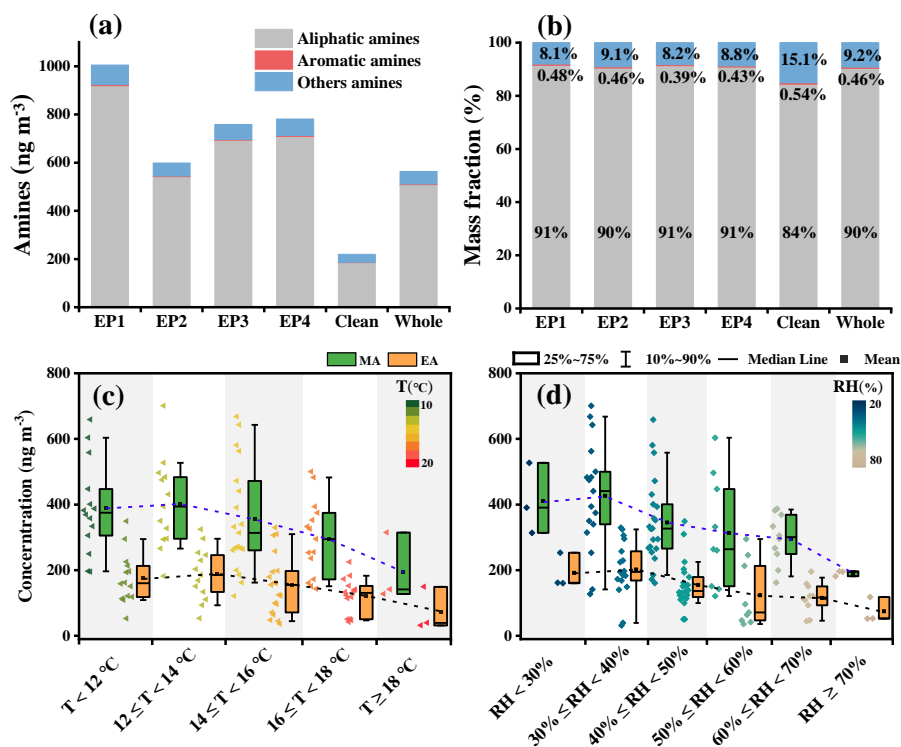 (a)
Aliphatic amines
Aromatic amines
Others amines
Amines (ng m-3)
1000
800
600
400
200
0
EP1 EP2 EP3 EP4 Clean Whole
(b)
Mass fraction (%)
100
80
60
40
20
0
8.1% 9.1% 8.2% 8.8% 15.1% 9.2%
0.48% 0.46% 0.39% 0.43% 0.54% 0.46%
91% 90% 91% 91% 84% 90%
EP1 EP2 EP3 EP4 Clean Whole
MA EA
(c)
T(°C)
10
20
Concerntration (ng m-3)
800
600
400
200
0
T < 12 °C
12 ≤ T < 14 °C
14 ≤ T < 16 °C
16 ≤ T < 18 °C
T ≥ 18 °C
25%~75% 10%~90% Median Line Mean
(d)
RH(%)
20
80
800
600
400
200
0
RH < 30%
30% ≤ RH < 40%
40% ≤ RH < 50%
50% ≤ RH < 60%
60% ≤ RH < 70%
RH ≥ 70%